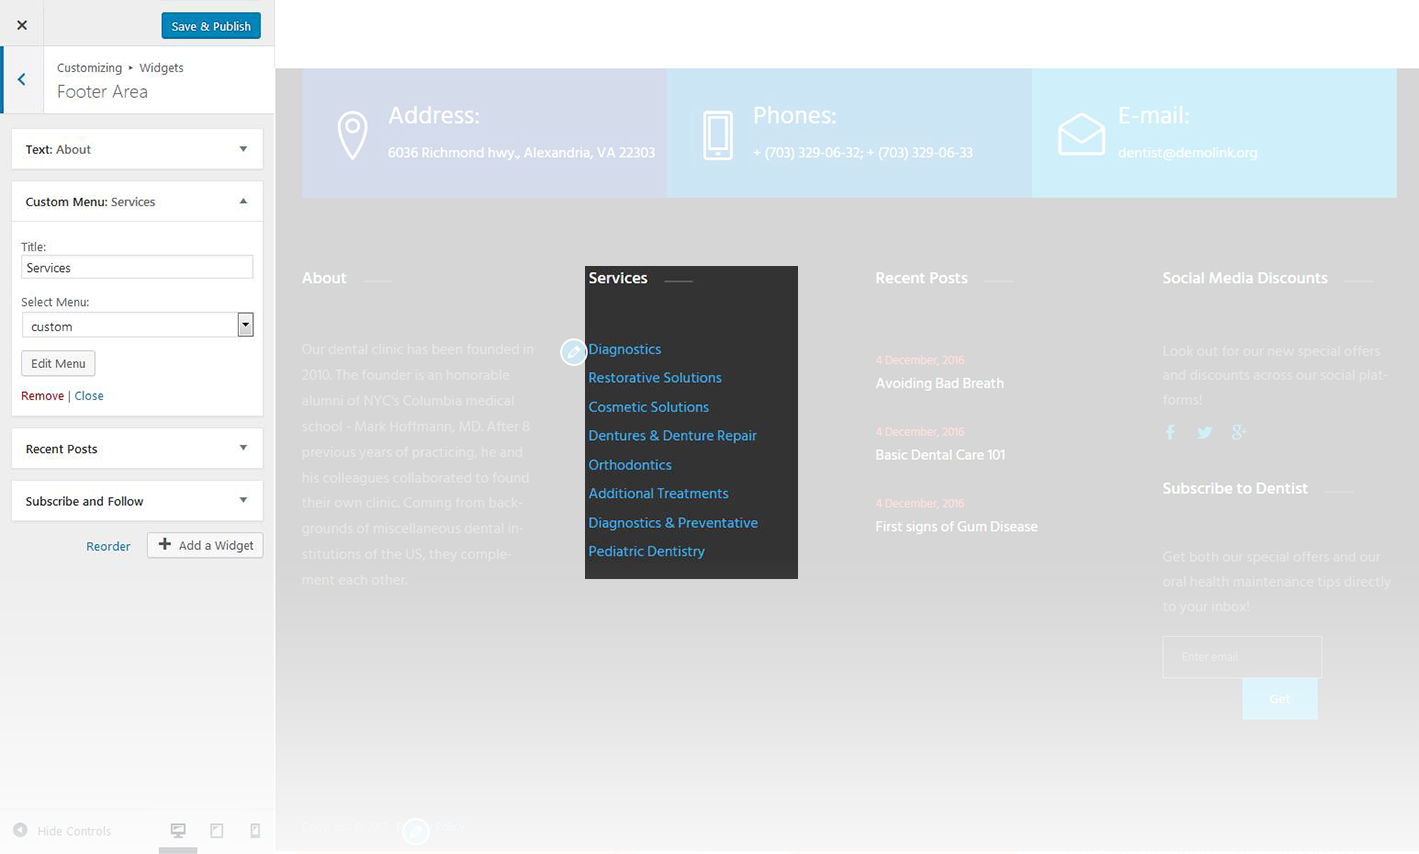 Save & Publish
Customizing ▸ Widgets
Footer Area
Text: About
Custom Menu: Services
Title:
Services
Select Menu:
custom
Edit Menu
Remove | Close
Recent Posts
Subscribe and Follow
Reorder
Add a Widget
Hide Controls
Address:
6036 Richmond hwy., Alexandria, VA 22303
Phones:
+ (703) 329-06-32; + (703) 329-06-33
E-mail:
dentist@demolink.org
About
Our dental clinic has been founded in
2010. The founder is an honorable
alumni of NYC's Columbia medical
school - Mark Hoffmann, MD. After 8
previous years of practicing, he and
his colleagues collaborated to found
their own clinic. Coming from back-
grounds of miscellaneous dental in-
stitutions of the US, they comple-
ment each other.
Services
Diagnostics
Restorative Solutions
Cosmetic Solutions
Dentures & Denture Repair
Orthodontics
Additional Treatments
Diagnostics & Preventative
Pediatric Dentistry
Recent Posts
4 December, 2016
Avoiding Bad Breath
4 December, 2016
Basic Dental Care 101
4 December, 2016
First signs of Gum Disease
Social Media Discounts
Look out for our new special offers
and discounts across our social plat-
forms!
Subscribe to Dentist
Get both our special offers and our
oral health maintenance tips directly
to your inbox!
Enter email
Get